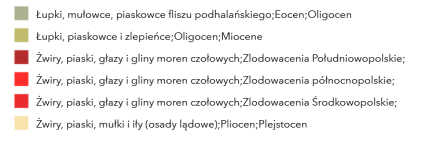 Łupki, mułowce, piaskowce fliszu podhalańskiego;Eocen;Oligocen
Łupki, piaskowce i zlepieńce;Oligocen;Miocene
Żwiry, piaski, głazy i gliny moren czołowych;Zlodowacenia Południowopolskie;
Żwiry, piaski, głazy i gliny moren czołowych;Zlodowacenia północnopolskie;
Żwiry, piaski, głazy i gliny moren czołowych;Zlodowacenia Środkowopolskie;
Żwiry, piaski, mułki i iły (osady lądowe);Pliocen;Plejstocen